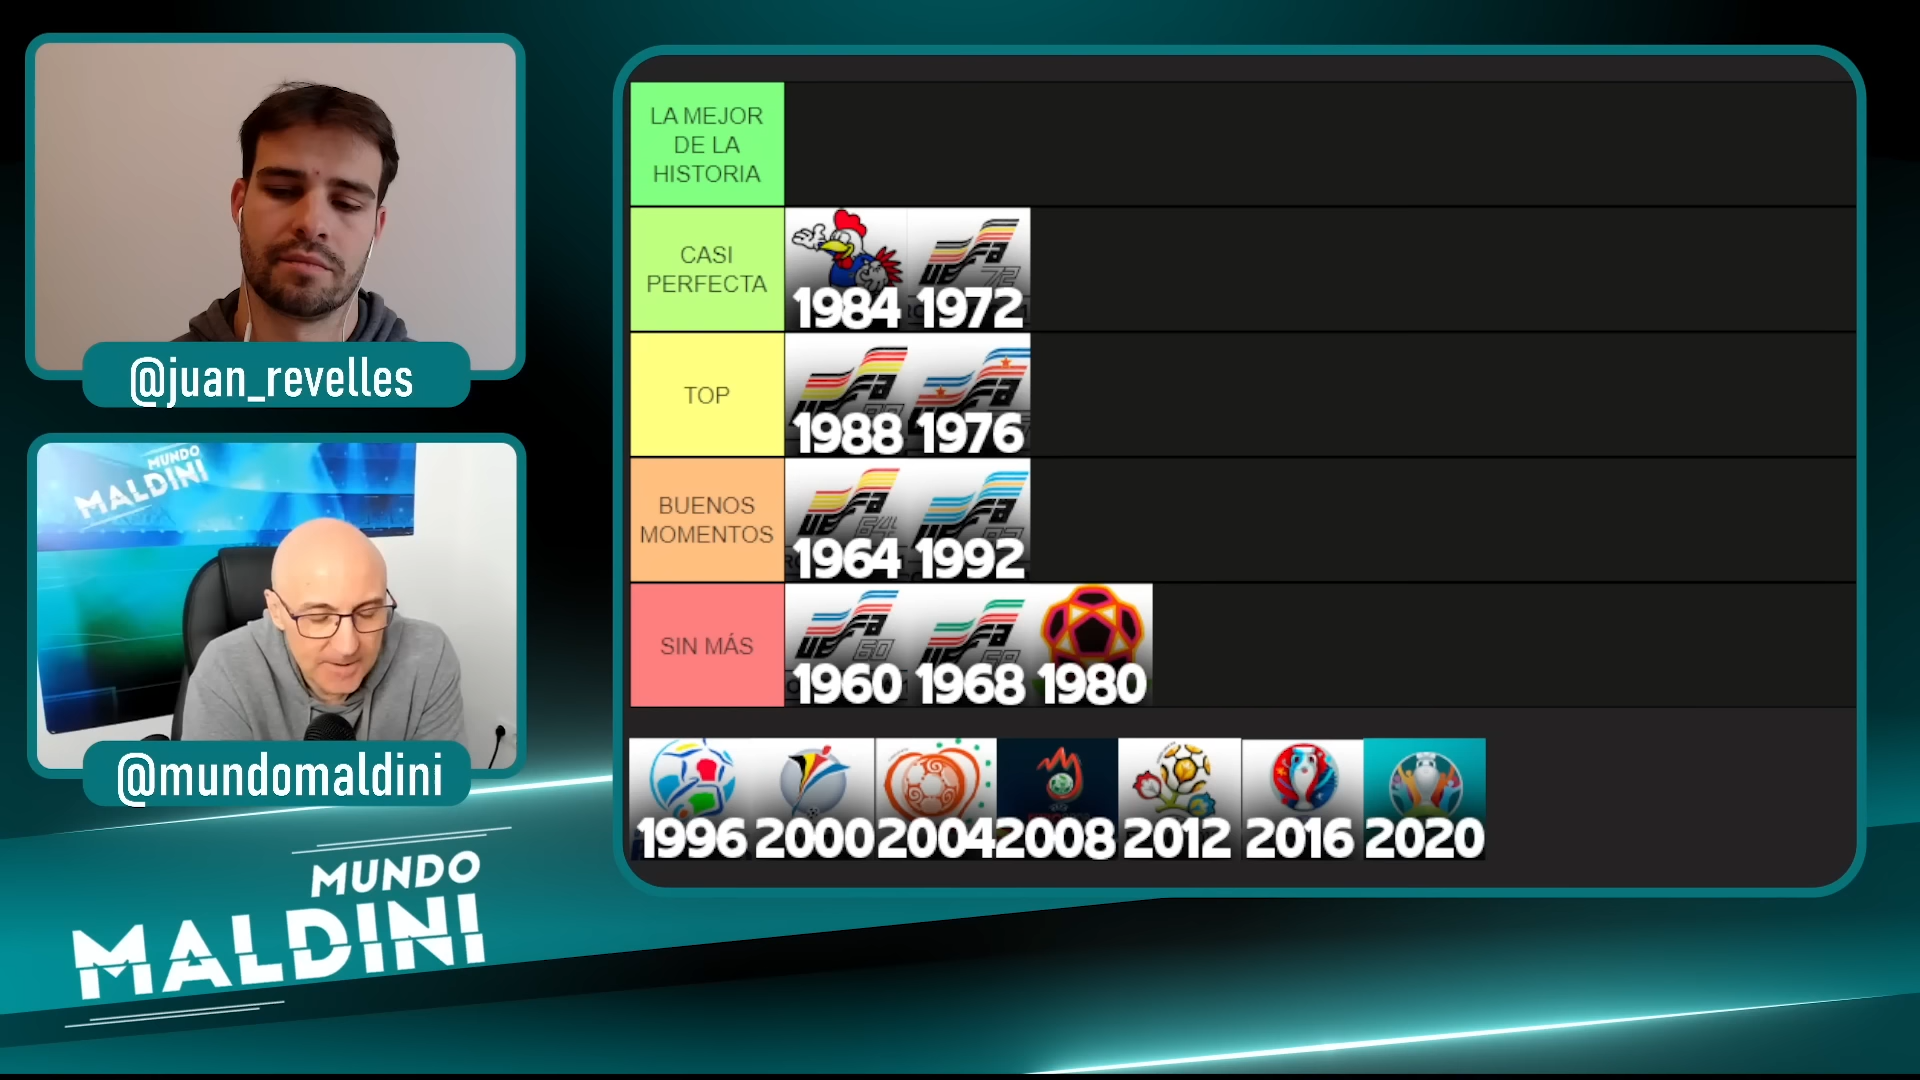 @juan_revelles
MUNDO
MALDINI
@mundomaldini
MUNDO
MALDINI
LA MEJOR
DE LA
HISTORIA
CASI
PERFECTA
1984
1972
TOP
1988
1976
BUENOS
MOMENTOS
1964
1992
SIN MÁS
1960
1968
1980
1996
2000
2004
2008
2012
2016
2020